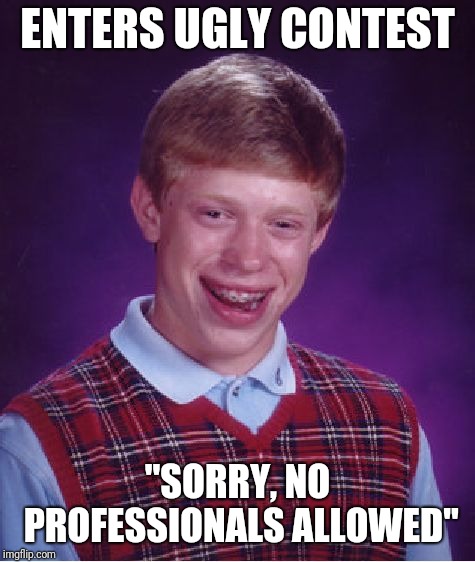 ENTERS UGLY CONTEST
"SORRY, NO
PROFESSIONALS ALLOWED"
imgflip.com